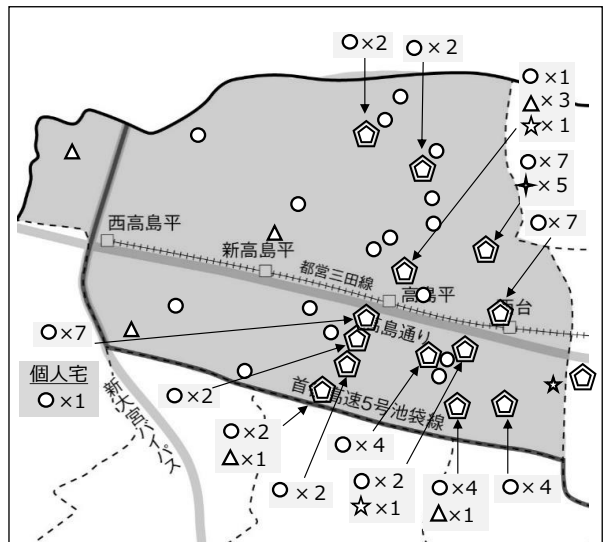 ○×2
○×2
○×1
△×3
☆×1
○×7
✦×5
○×7
西高島平
新高島平
都営三田線
高島平
西台
高島通り
○×7
個人宅
○×1
○×2
首都高速5号池袋線
新大宮バイパス
○×2
△×1
○×4
○×2
○×2
☆×1
○×4
△×1
○×4